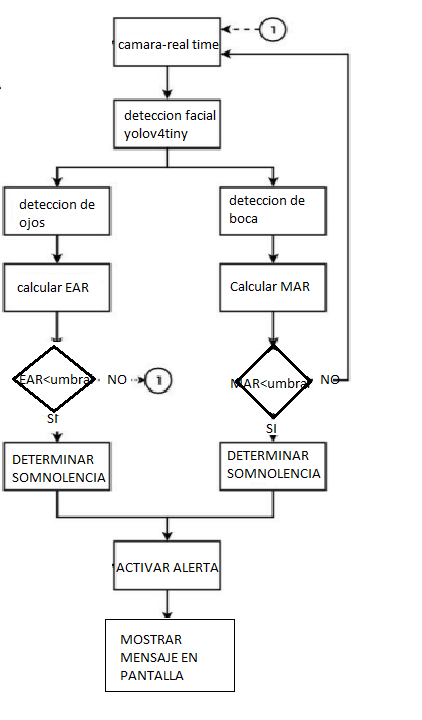 1
camara-real time
deteccion facial
yolov4tiny
deteccion de
ojos
deteccion de
boca
calcular EAR
Calcular MAR
EAR<umbral
NO
1
MAR<umbral
NO
SI
SI
DETERMINAR
SOMNOLENCIA
DETERMINAR
SOMNOLENCIA
ACTIVAR ALERTA
MOSTRAR
MENSAJE EN
PANTALLA